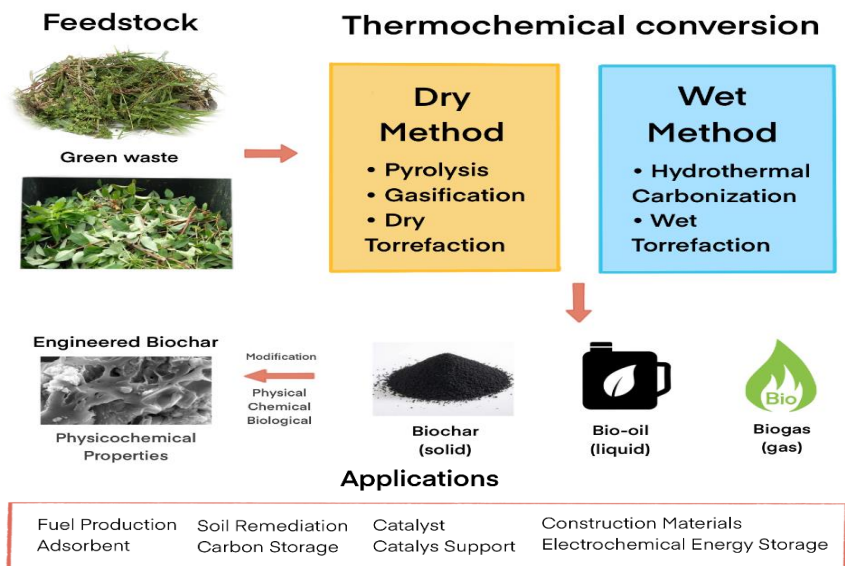 Feedstock
Thermochemical conversion
Green waste
Dry
Method
• Pyrolysis
• Gasification
• Dry
Torrefaction
Wet
Method
• Hydrothermal
Carbonization
• Wet
Torrefaction
Engineered Biochar
Physicochemical
Properties
Modification
Physical
Chemical
Biological
Biochar
(solid)
Bio-oil
(liquid)
Bio
Biogas
(gas)
Applications
Fuel Production
Adsorbent
Soil Remediation
Carbon Storage
Catalyst
Catalys Support
Construction Materials
Electrochemical Energy Storage